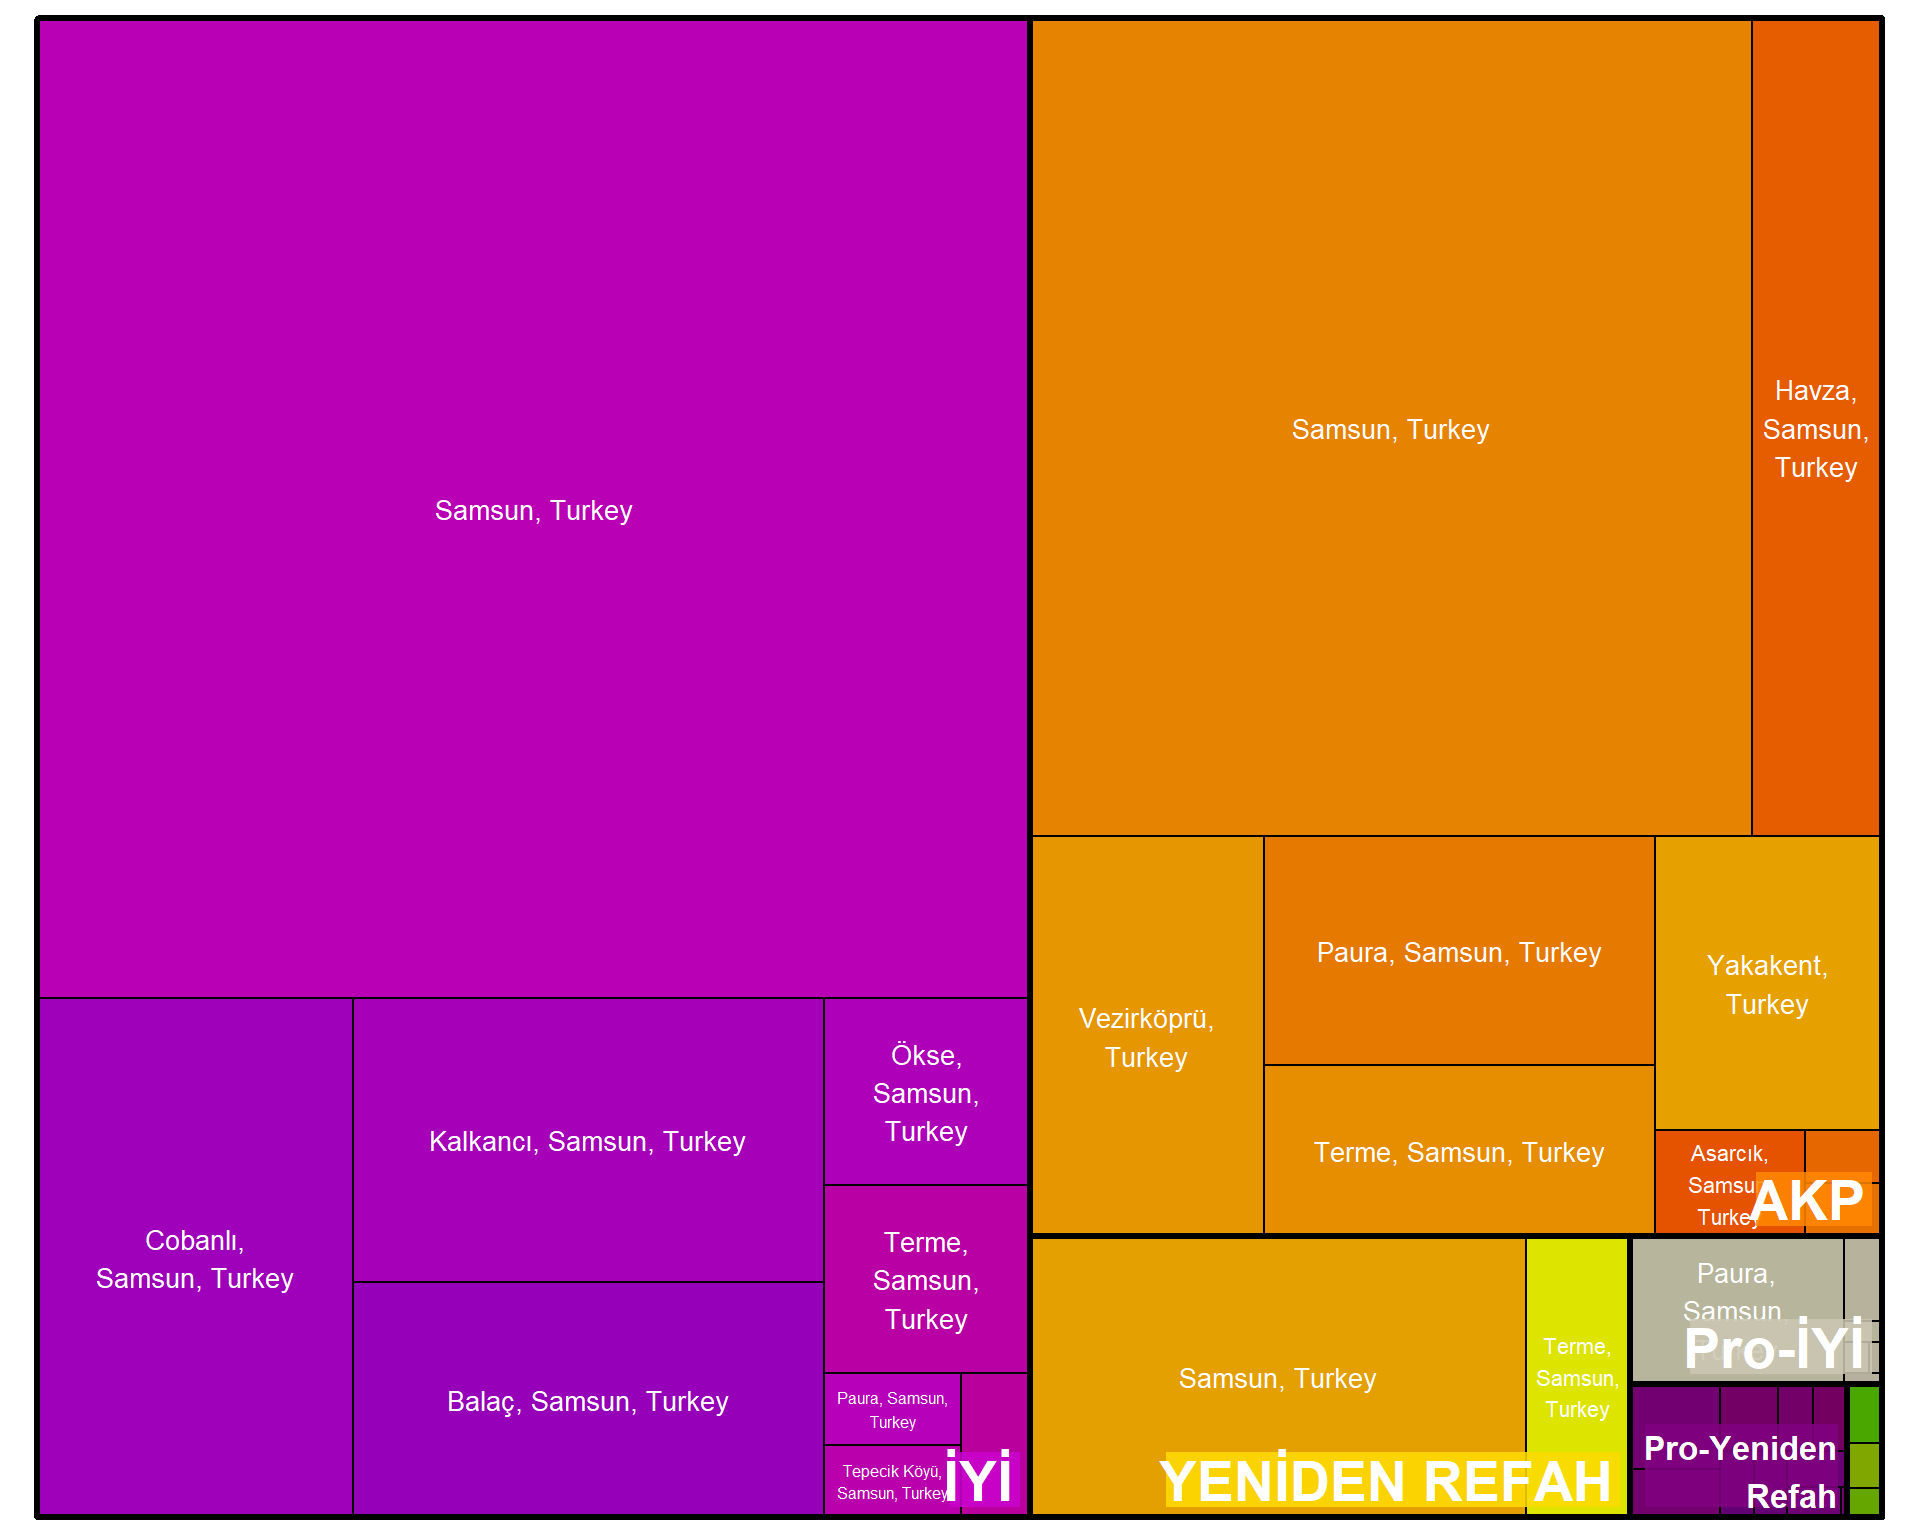 Samsun, Turkey
Cobanlı,
Samsun, Turkey
Kalkancı, Samsun, Turkey
Balaç, Samsun, Turkey
Ökse,
Samsun,
Turkey
Terme,
Samsun,
Turkey
Paura, Samsun,
Turkey
Tepecik Köyü,
Samsun, Turkey
İYİ
Samsun, Turkey
Havza,
Samsun,
Turkey
Vezirköprü,
Turkey
Paura, Samsun, Turkey
Terme, Samsun, Turkey
Yakakent,
Turkey
Asarcık,
Samsun,
Turkey
AKP
Samsun, Turkey
Terme,
Samsun,
Turkey
YENİDEN REFAH
Paura,
Samsun,
Pro-İYİ
Pro-Yeniden
Refah